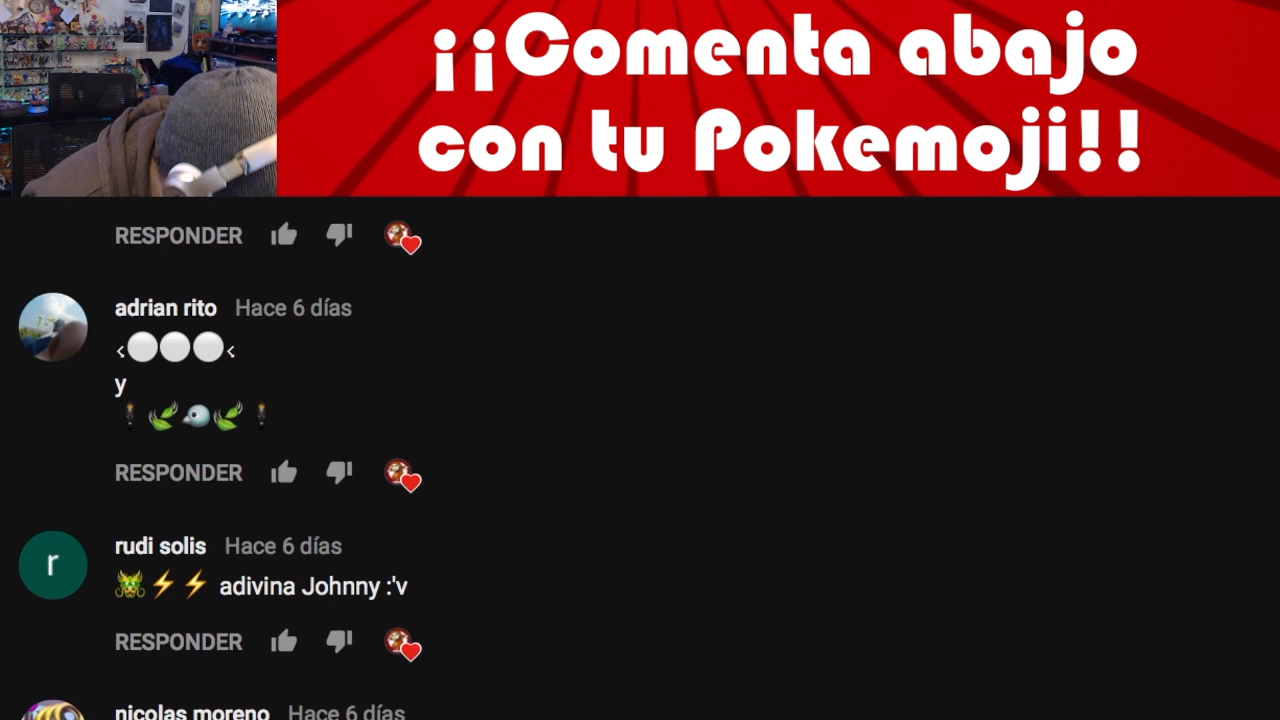 ¡¡Comenta abajo
con tu Pokemoji!!
RESPONDER
adrian rito Hace 6 días
‹⚪⚪⚪‹
y
🕴🍃🐦🍃🕴
RESPONDER
r
rudi solis Hace 6 días
🐲⚡⚡ adivina Johnny :'v
RESPONDER
nicolas moreno Hace 6 días